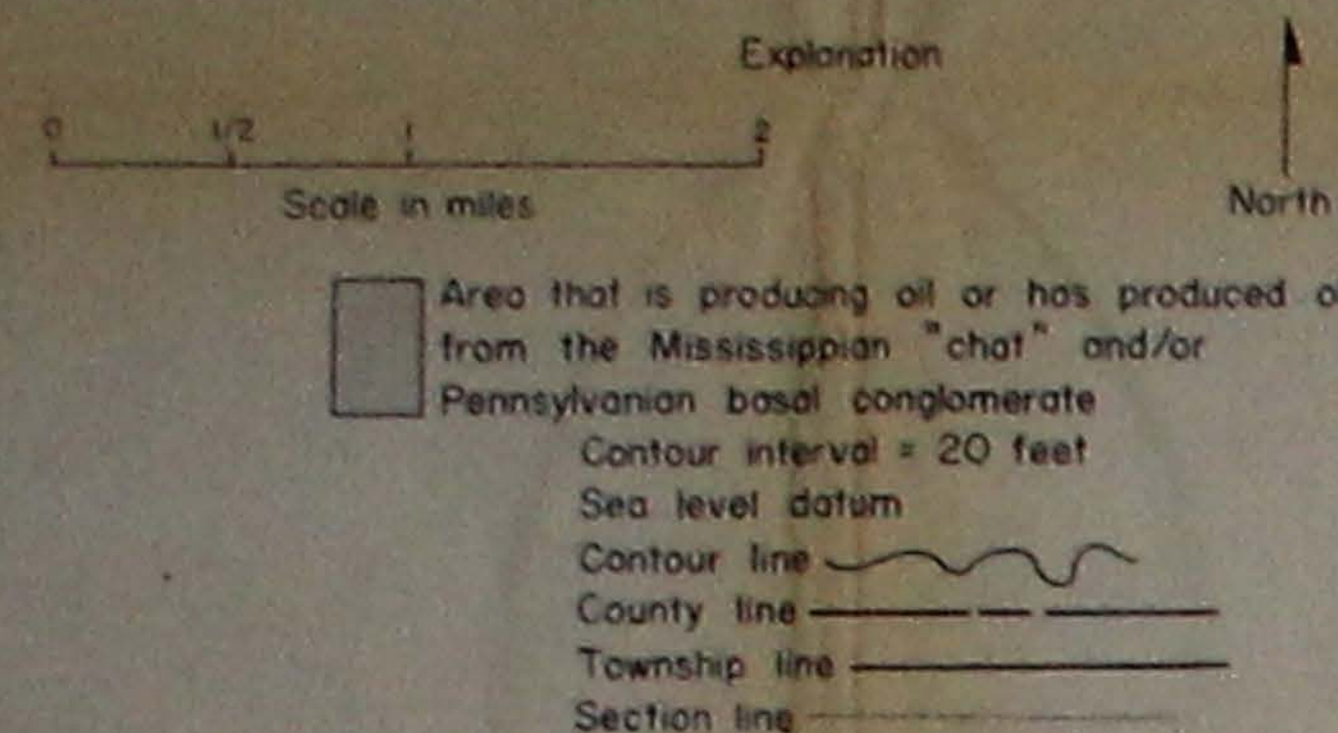 Explanation
0 1/2 1 2
Scale in miles
North
Area that is producing oil or has produced
from the Mississippian "chat" and/or
Pennsylvanian basal conglomerate
Contour interval = 20 feet
Sea level datum
Contour line
County line
Township line
Section line